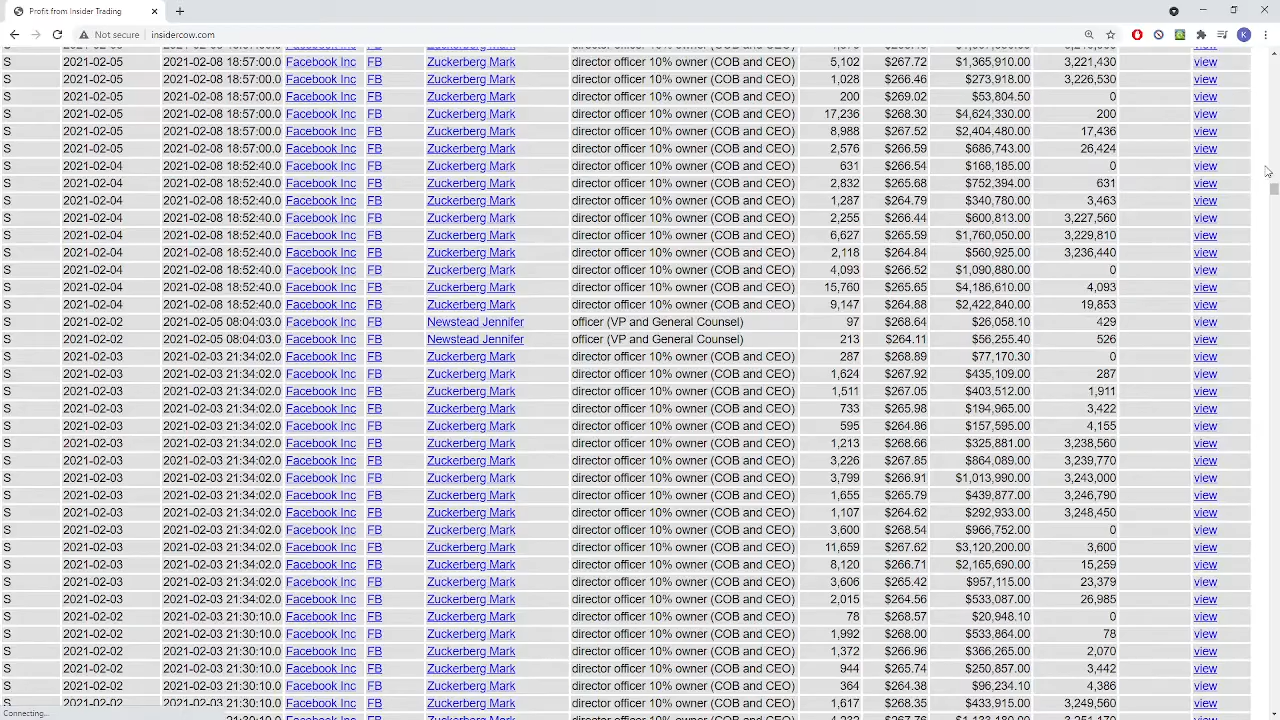 Profit from Insider Trading
Not secure | insidercow.com
S 2021-02-05 2021-02-08 18:57:00.0 Facebook Inc FB Zuckerberg Mark director officer 10% owner (COB and CEO) 5,102 $267.72 $1,365,910.00 3,221,430 view
S 2021-02-05 2021-02-08 18:57:00.0 Facebook Inc FB Zuckerberg Mark director officer 10% owner (COB and CEO) 1,028 $266.46 $273,918.00 3,226,530 view
S 2021-02-05 2021-02-08 18:57:00.0 Facebook Inc FB Zuckerberg Mark director officer 10% owner (COB and CEO) 200 $269.02 $53,804.50 0 view
S 2021-02-05 2021-02-08 18:57:00.0 Facebook Inc FB Zuckerberg Mark director officer 10% owner (COB and CEO) 17,236 $268.30 $4,624,330.00 200 view
S 2021-02-05 2021-02-08 18:57:00.0 Facebook Inc FB Zuckerberg Mark director officer 10% owner (COB and CEO) 8,988 $267.52 $2,404,480.00 17,436 view
S 2021-02-05 2021-02-08 18:57:00.0 Facebook Inc FB Zuckerberg Mark director officer 10% owner (COB and CEO) 2,576 $266.59 $686,743.00 26,424 view
S 2021-02-04 2021-02-08 18:52:40.0 Facebook Inc FB Zuckerberg Mark director officer 10% owner (COB and CEO) 631 $266.54 $168,185.00 0 view
S 2021-02-04 2021-02-08 18:52:40.0 Facebook Inc FB Zuckerberg Mark director officer 10% owner (COB and CEO) 2,832 $265.68 $752,394.00 631 view
S 2021-02-04 2021-02-08 18:52:40.0 Facebook Inc FB Zuckerberg Mark director officer 10% owner (COB and CEO) 1,287 $264.79 $340,780.00 3,463 view
S 2021-02-04 2021-02-08 18:52:40.0 Facebook Inc FB Zuckerberg Mark director officer 10% owner (COB and CEO) 2,255 $266.44 $600,813.00 3,227,560 view
S 2021-02-04 2021-02-08 18:52:40.0 Facebook Inc FB Zuckerberg Mark director officer 10% owner (COB and CEO) 6,627 $265.59 $1,760,050.00 3,229,810 view
S 2021-02-04 2021-02-08 18:52:40.0 Facebook Inc FB Zuckerberg Mark director officer 10% owner (COB and CEO) 2,118 $264.84 $560,925.00 3,236,440 view
S 2021-02-04 2021-02-08 18:52:40.0 Facebook Inc FB Zuckerberg Mark director officer 10% owner (COB and CEO) 4,093 $266.52 $1,090,880.00 0 view
S 2021-02-04 2021-02-08 18:52:40.0 Facebook Inc FB Zuckerberg Mark director officer 10% owner (COB and CEO) 15,760 $265.65 $4,186,610.00 4,093 view
S 2021-02-04 2021-02-08 18:52:40.0 Facebook Inc FB Zuckerberg Mark director officer 10% owner (COB and CEO) 9,147 $264.88 $2,422,840.00 19,853 view
S 2021-02-02 2021-02-05 08:04:03.0 Facebook Inc FB Newstead Jennifer officer (VP and General Counsel) 97 $268.64 $26,058.10 429 view
S 2021-02-02 2021-02-05 08:04:03.0 Facebook Inc FB Newstead Jennifer officer (VP and General Counsel) 213 $264.11 $56,255.40 526 view
S 2021-02-03 2021-02-03 21:34:02.0 Facebook Inc FB Zuckerberg Mark director officer 10% owner (COB and CEO) 287 $268.89 $77,170.30 0 view
S 2021-02-03 2021-02-03 21:34:02.0 Facebook Inc FB Zuckerberg Mark director officer 10% owner (COB and CEO) 1,624 $267.92 $435,109.00 287 view
S 2021-02-03 2021-02-03 21:34:02.0 Facebook Inc FB Zuckerberg Mark director officer 10% owner (COB and CEO) 1,511 $267.05 $403,512.00 1,911 view
S 2021-02-03 2021-02-03 21:34:02.0 Facebook Inc FB Zuckerberg Mark director officer 10% owner (COB and CEO) 733 $265.98 $194,965.00 3,422 view
S 2021-02-03 2021-02-03 21:34:02.0 Facebook Inc FB Zuckerberg Mark director officer 10% owner (COB and CEO) 595 $264.86 $157,595.00 4,155 view
S 2021-02-03 2021-02-03 21:34:02.0 Facebook Inc FB Zuckerberg Mark director officer 10% owner (COB and CEO) 1,213 $268.66 $325,881.00 3,238,560 view
S 2021-02-03 2021-02-03 21:34:02.0 Facebook Inc FB Zuckerberg Mark director officer 10% owner (COB and CEO) 3,226 $267.85 $864,089.00 3,239,770 view
S 2021-02-03 2021-02-03 21:34:02.0 Facebook Inc FB Zuckerberg Mark director officer 10% owner (COB and CEO) 3,799 $266.91 $1,013,990.00 3,243,000 view
S 2021-02-03 2021-02-03 21:34:02.0 Facebook Inc FB Zuckerberg Mark director officer 10% owner (COB and CEO) 1,655 $265.79 $439,877.00 3,246,790 view
S 2021-02-03 2021-02-03 21:34:02.0 Facebook Inc FB Zuckerberg Mark director officer 10% owner (COB and CEO) 1,107 $264.62 $292,933.00 3,248,450 view
S 2021-02-03 2021-02-03 21:34:02.0 Facebook Inc FB Zuckerberg Mark director officer 10% owner (COB and CEO) 3,600 $268.54 $966,752.00 0 view
S 2021-02-03 2021-02-03 21:34:02.0 Facebook Inc FB Zuckerberg Mark director officer 10% owner (COB and CEO) 11,659 $267.62 $3,120,200.00 3,600 view
S 2021-02-03 2021-02-03 21:34:02.0 Facebook Inc FB Zuckerberg Mark director officer 10% owner (COB and CEO) 8,120 $266.71 $2,165,690.00 15,259 view
S 2021-02-03 2021-02-03 21:34:02.0 Facebook Inc FB Zuckerberg Mark director officer 10% owner (COB and CEO) 3,606 $265.42 $957,115.00 23,379 view
S 2021-02-03 2021-02-03 21:34:02.0 Facebook Inc FB Zuckerberg Mark director officer 10% owner (COB and CEO) 2,015 $264.56 $533,087.00 26,985 view
S 2021-02-02 2021-02-03 21:30:10.0 Facebook Inc FB Zuckerberg Mark director officer 10% owner (COB and CEO) 78 $268.57 $20,948.10 0 view
S 2021-02-02 2021-02-03 21:30:10.0 Facebook Inc FB Zuckerberg Mark director officer 10% owner (COB and CEO) 1,992 $268.00 $533,864.00 78 view
S 2021-02-02 2021-02-03 21:30:10.0 Facebook Inc FB Zuckerberg Mark director officer 10% owner (COB and CEO) 1,372 $266.96 $366,265.00 2,070 view
S 2021-02-02 2021-02-03 21:30:10.0 Facebook Inc FB Zuckerberg Mark director officer 10% owner (COB and CEO) 944 $265.74 $250,857.00 3,442 view
S 2021-02-02 2021-02-03 21:30:10.0 Facebook Inc FB Zuckerberg Mark director officer 10% owner (COB and CEO) 364 $264.38 $96,234.10 4,386 view
21:30:10.0 Facebook Inc FB Zuckerberg Mark director officer 10% owner (COB and CEO) 1,617 $268.35 $433,915.00 3,249,560 view
Connecting...
K